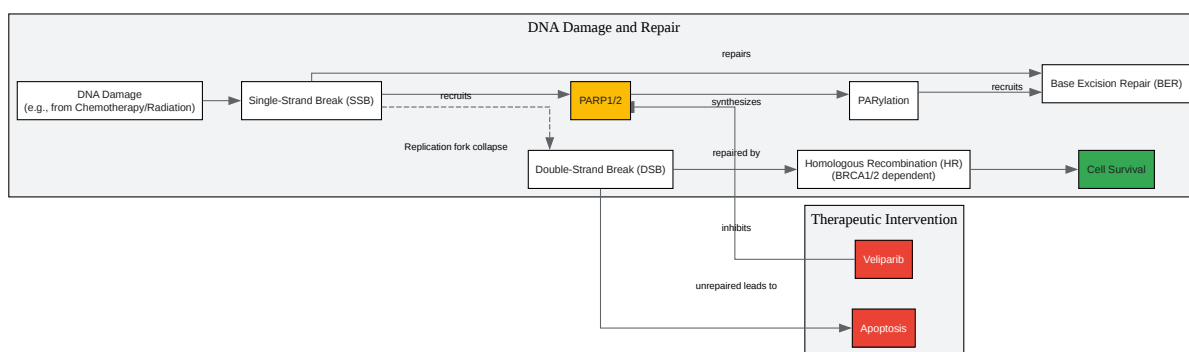 DNA Damage and Repair
repairs
DNA Damage
(e.g., from Chemotherapy/Radiation)
Single-Strand Break (SSB)
recruits
PARP1/2
synthesizes
PARylation
recruits
Base Excision Repair (BER)
Replication fork collapse
Double-Strand Break (DSB)
repaired by
Homologous Recombination (HR)
(BRCA1/2 dependent)
Cell Survival
Therapeutic Intervention
inhibits
Veliparib
unrepaired leads to
Apoptosis